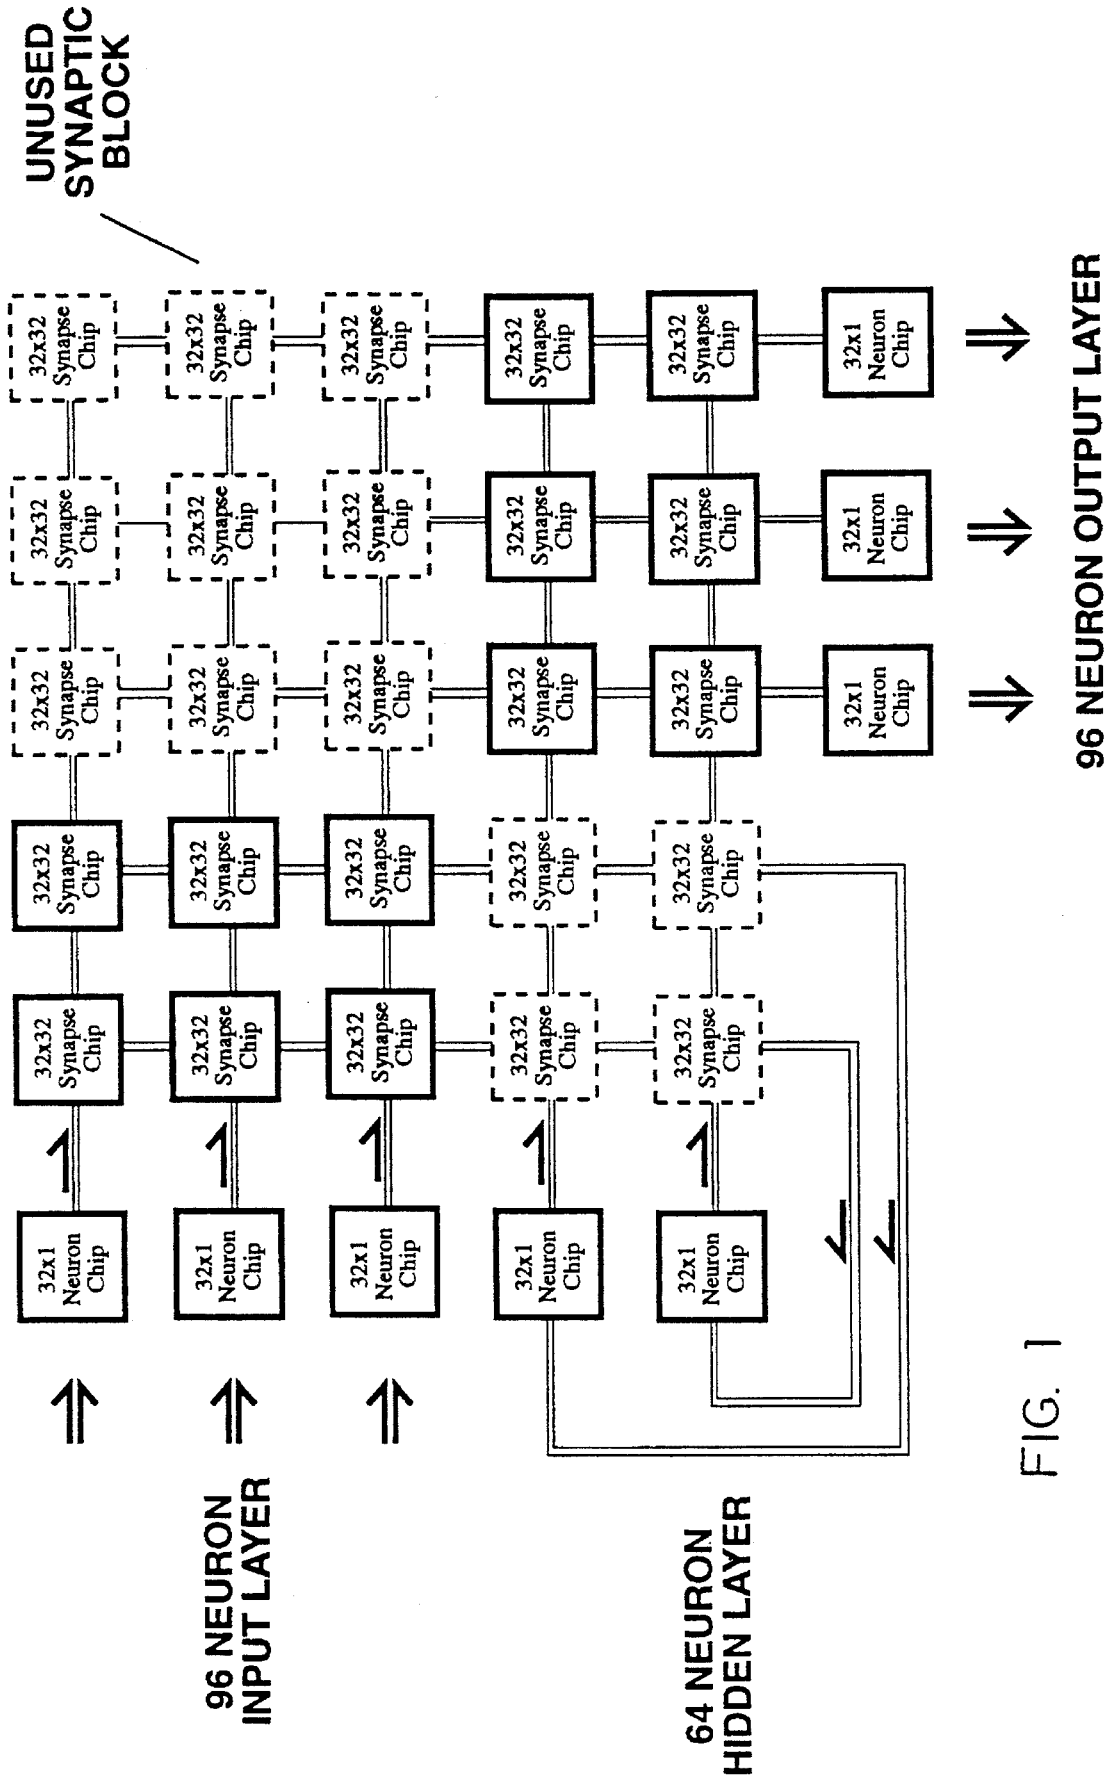 32x1
Neuron
Chip
32x32
Synapse
Chip
32x32
Synapse
Chip
32x32
Synapse
Chip
32x32
Synapse
Chip
32x32
Synapse
Chip
UNUSED
SYNAPTIC
BLOCK
96 NEURON
INPUT LAYER
32x1
Neuron
Chip
32x32
Synapse
Chip
32x32
Synapse
Chip
32x32
Synapse
Chip
32x32
Synapse
Chip
32x32
Synapse
Chip
32x1
Neuron
Chip
32x32
Synapse
Chip
32x32
Synapse
Chip
32x32
Synapse
Chip
32x32
Synapse
Chip
32x32
Synapse
Chip
32x1
Neuron
Chip
32x32
Synapse
Chip
32x32
Synapse
Chip
32x32
Synapse
Chip
32x32
Synapse
Chip
32x32
Synapse
Chip
64 NEURON
HIDDEN LAYER
32x1
Neuron
Chip
32x32
Synapse
Chip
32x32
Synapse
Chip
32x32
Synapse
Chip
32x32
Synapse
Chip
32x32
Synapse
Chip
32x1
Neuron
Chip
32x1
Neuron
Chip
32x1
Neuron
Chip
96 NEURON OUTPUT LAYER
FIG. 1